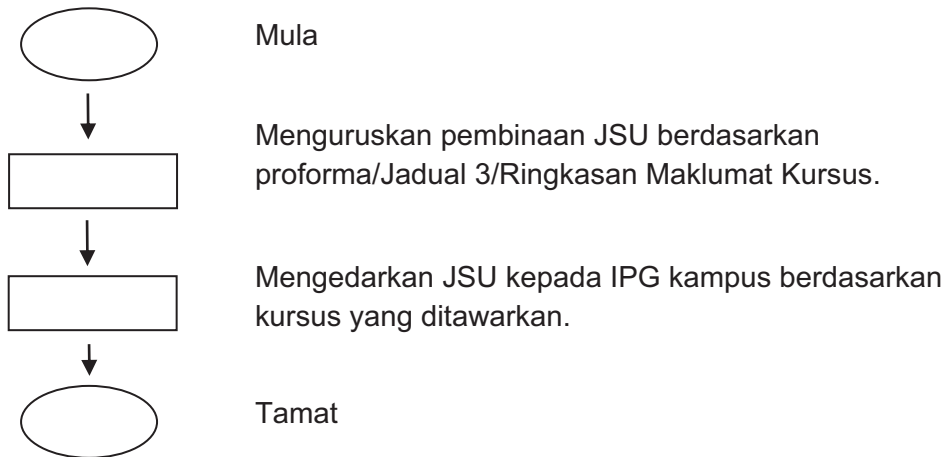 Mula
Menguruskan pembinaan JSU berdasarkan
proforma/Jadual 3/Ringkasan Maklumat Kursus.
Mengedarkan JSU kepada IPG kampus berdasarkan
kursus yang ditawarkan.
Tamat